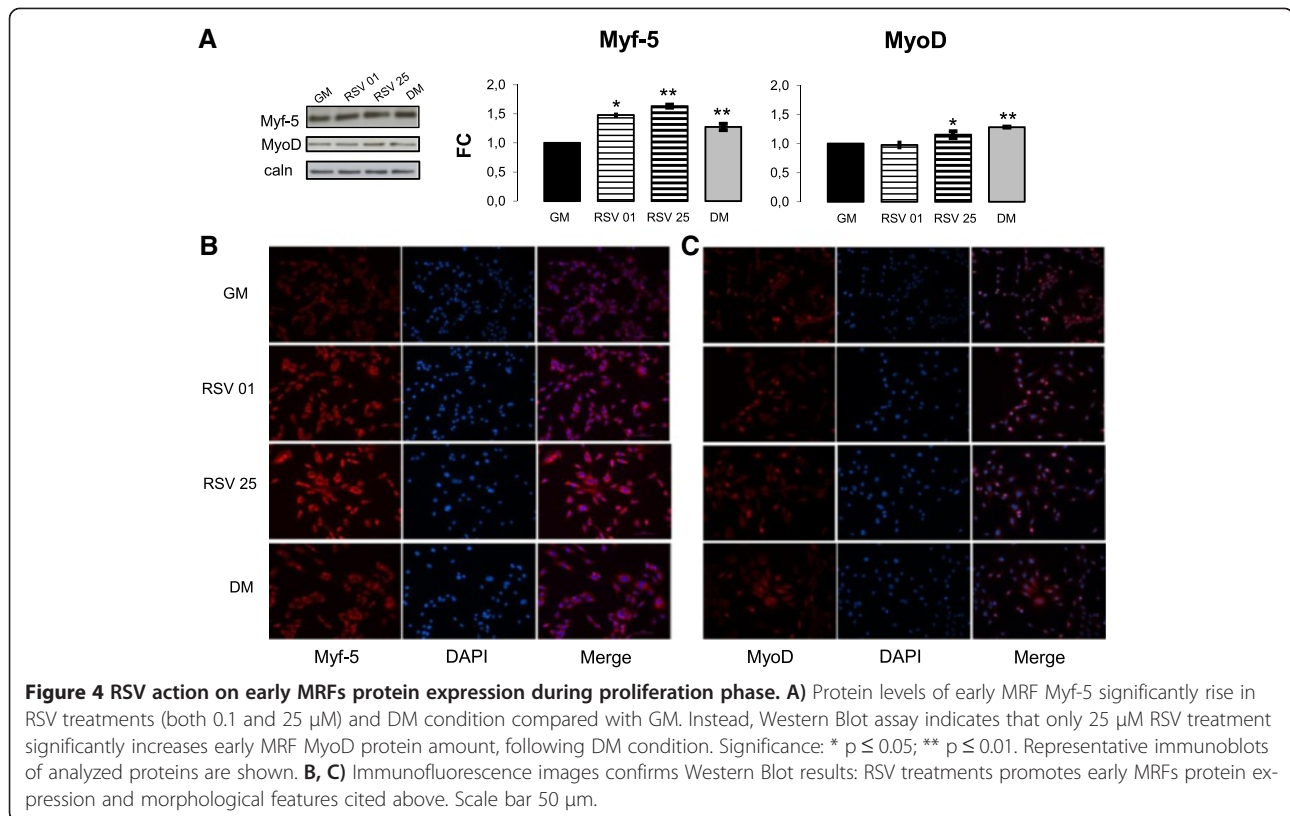 A
Myf-5
MyoD
GM
RSV 01
RSV 25
DM
Myf-5
MyoD
caln
FC
2,0
1,5
1,0
0,5
0,0
*
**
**
GM
RSV 01
RSV 25
DM
2,0
1,5
1,0
0,5
0,0
*
**
GM
RSV 01
RSV 25
DM
B
C
GM
RSV 01
RSV 25
DM
Myf-5
DAPI
Merge
MyoD
DAPI
Merge
Figure 4 RSV action on early MRFs protein expression during proliferation phase. A) Protein levels of early MRF Myf-5 significantly rise in
RSV treatments (both 0.1 and 25 μM) and DM condition compared with GM. Instead, Western Blot assay indicates that only 25 μM RSV treatment
significantly increases early MRF MyoD protein amount, following DM condition. Significance: * p ≤ 0.05; ** p ≤ 0.01. Representative immunoblots
of analyzed proteins are shown. B, C) Immunofluorescence images confirms Western Blot results: RSV treatments promotes early MRFs protein ex-
pression and morphological features cited above. Scale bar 50 μm.